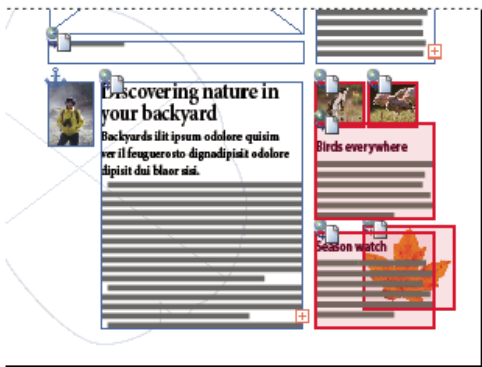 Discovering nature in
your backyard
Backyards ilit ipsum odolore quisim
ver il feuguerosto dignadipisit odolore
dipisit dui blaor sisi.
Birds everywhere
Season watch